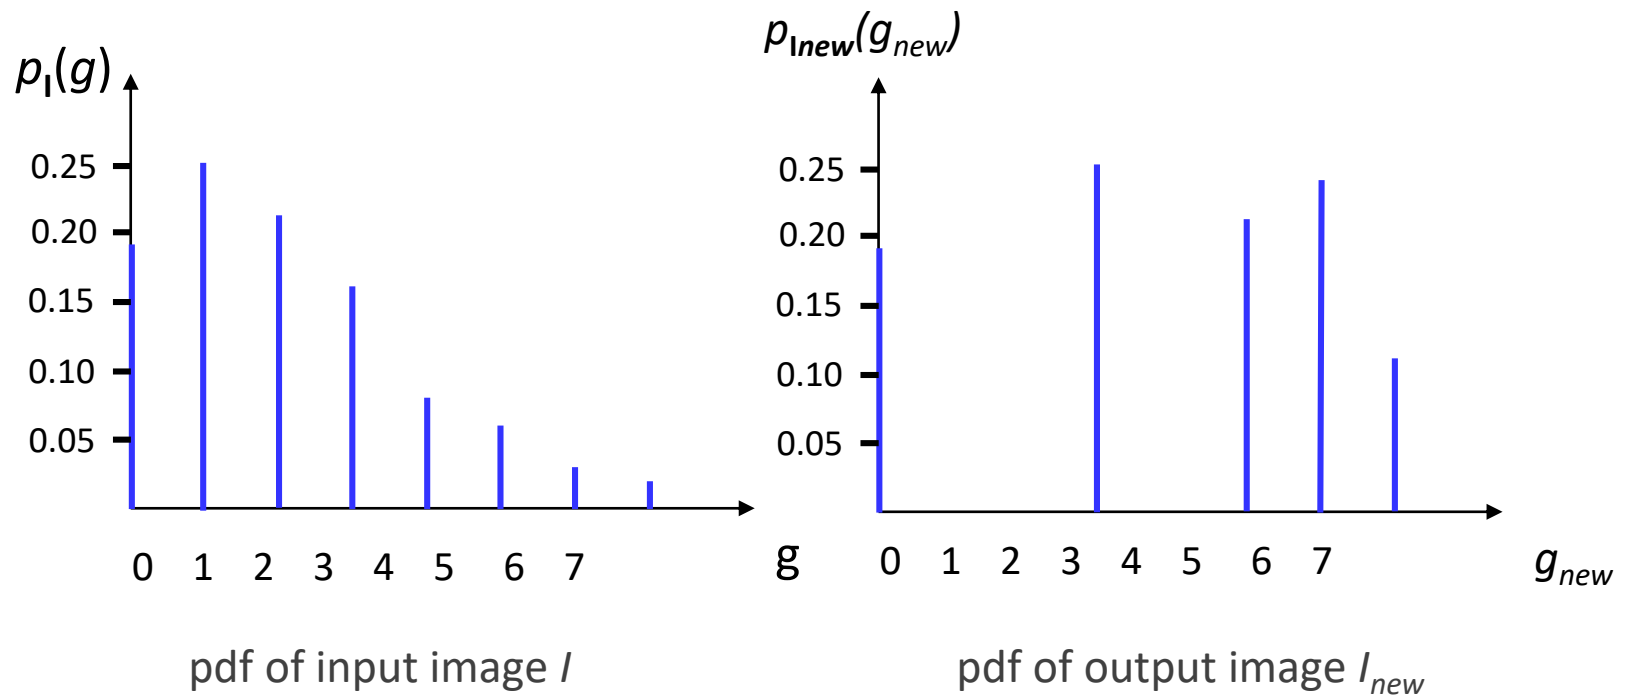 p_I(g)
0.25
0.20
0.15
0.10
0.05
0 1 2 3 4 5 6 7 g
pdf of input image I
p_Inew(g_new)
0.25
0.20
0.15
0.10
0.05
0 1 2 3 4 5 6 7 g_new
pdf of output image I_new